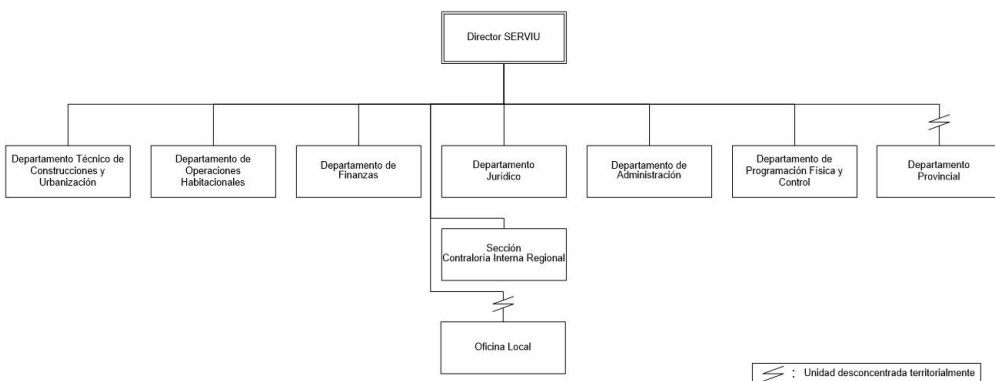 Director SERVIU
Departamento Técnico de
Construcciones y
Urbanización
Departamento de
Operaciones
Habitacionales
Departamento de
Finanzas
Departamento
Jurídico
Departamento de
Administración
Departamento de
Programación Física y
Control
Departamento
Provincial
Sección
Contraloría Interna Regional
Oficina Local
: Unidad desconcentrada territorialmente